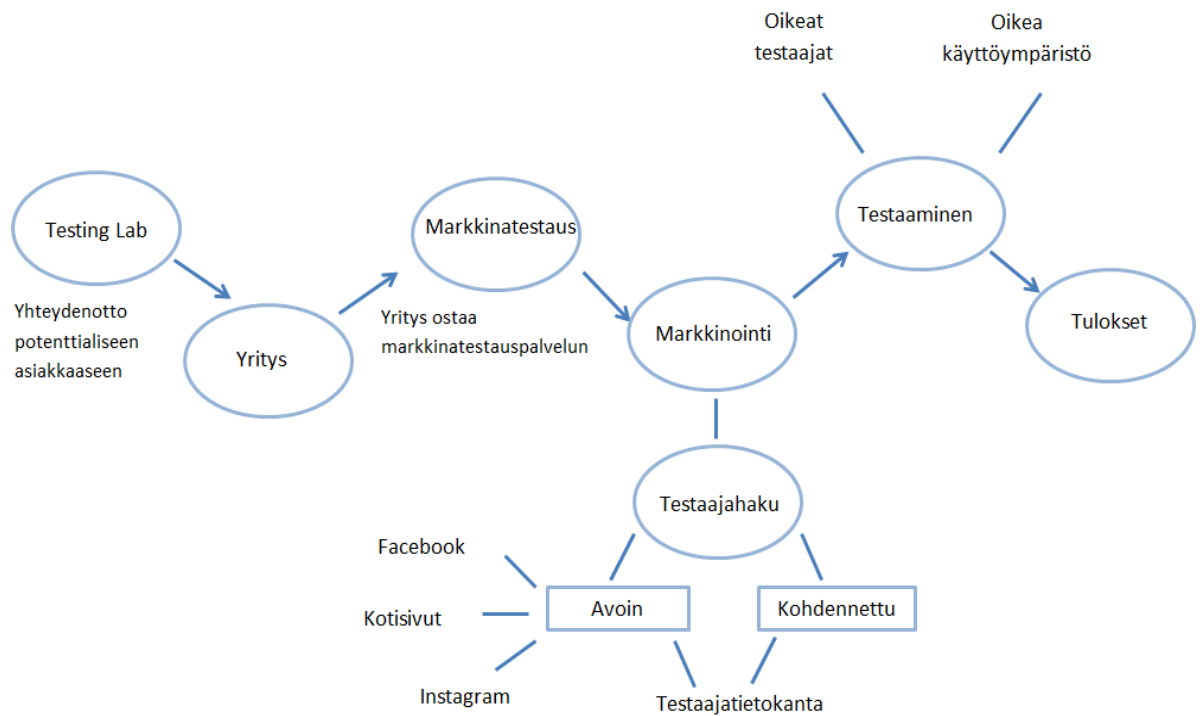 Oikeat
testaajat
Oikea
käyttöympäristö
Testing Lab
Markkinatestaus
Testaaminen
Yhteydenotto
potenttialiseen
asiakkaaseen
Yritys
Yritys ostaa
markkinatestauspalvelun
Markkinointi
Tulokset
Testaajahaku
Facebook
Kotisivut
Instagram
Avoin
Kohdennettu
Testaajatietokanta